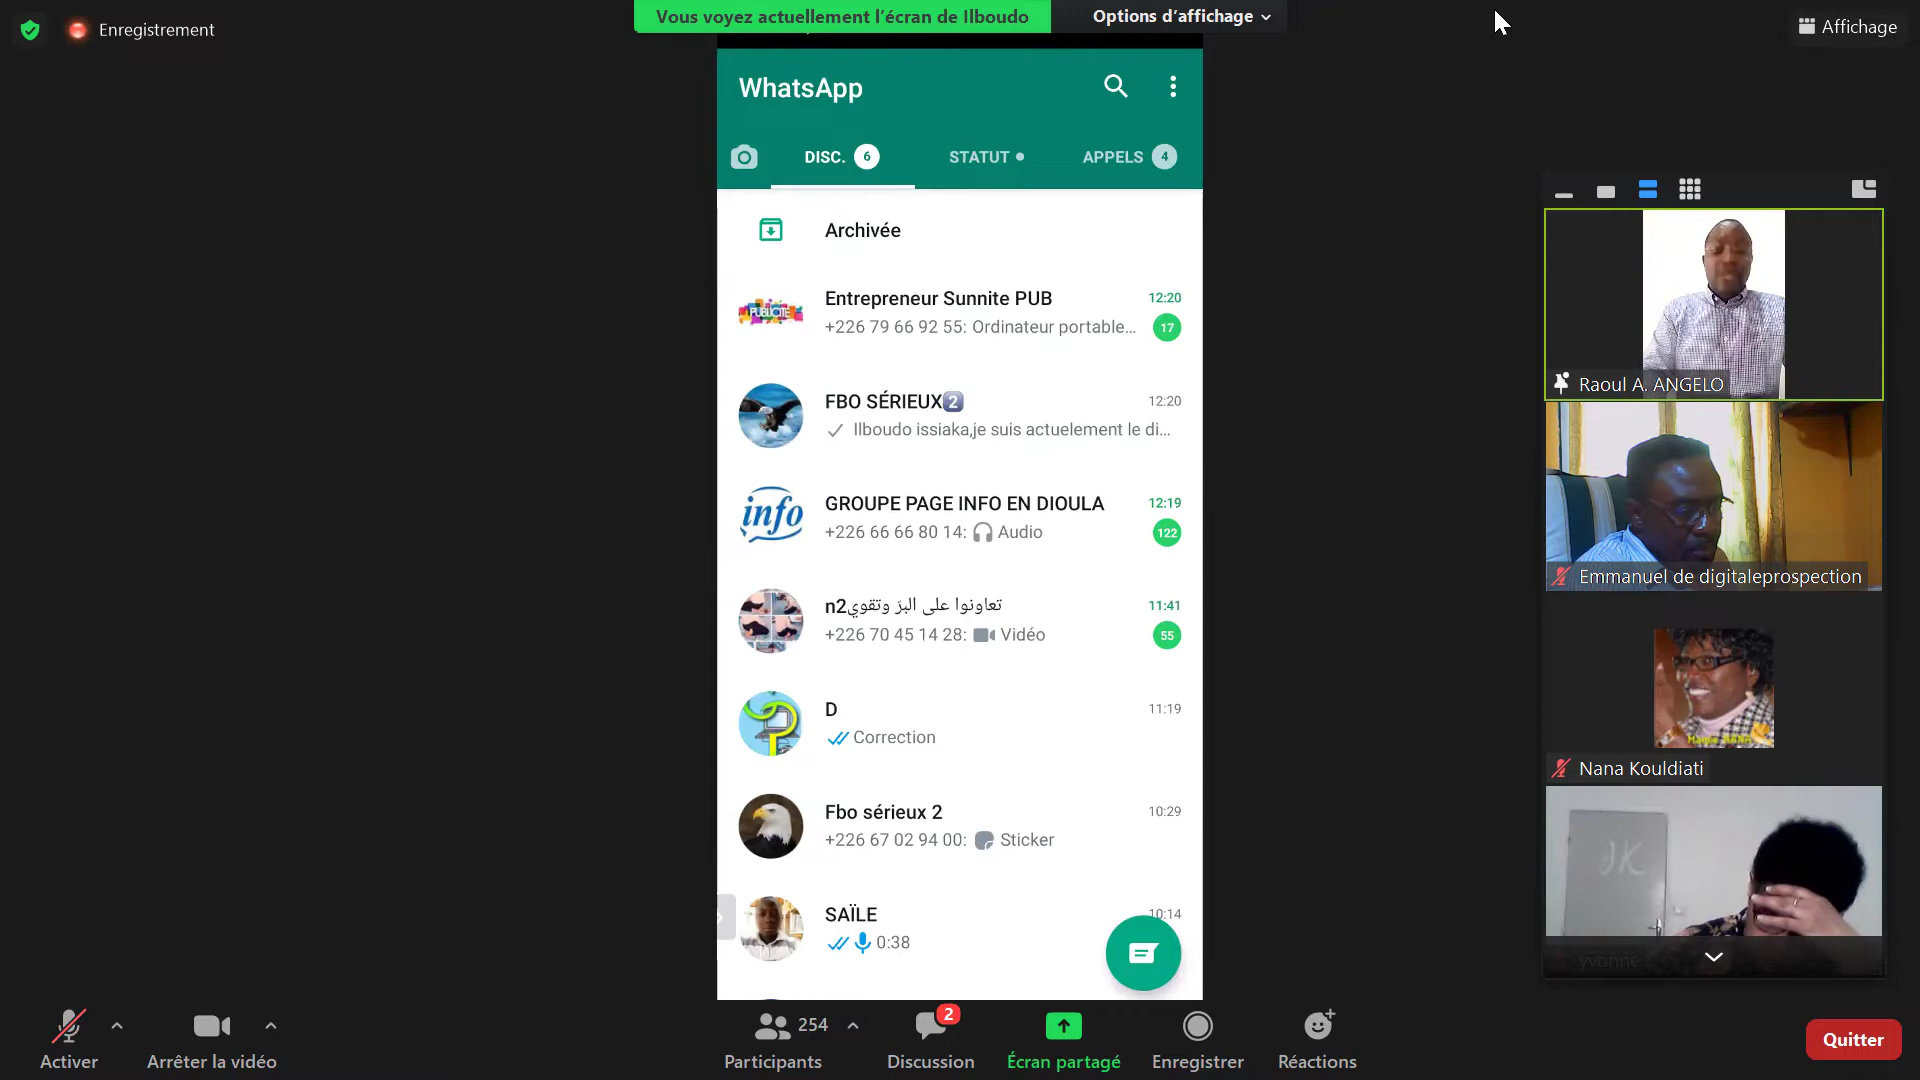 Enregistrement
Vous voyez actuellement l'écran de Ilboudo
Options d'affichage
Affichage
WhatsApp
DISC. 6
STATUT
APPELS 4
Archivée
PUBLICITE
Entrepreneur Sunnite PUB
12:20
+226 79 66 92 55: Ordinateur portable...
17
FBO SÉRIEUX2
12:20
Ilboudo issiaka,je suis actuelement le di...
info
GROUPE PAGE INFO EN DIOULA
12:19
+226 66 66 80 14: Audio
122
n2تعاونوا على البرّ وتقوي
11:41
+226 70 45 14 28: Vidéo
55
D
11:19
Correction
Fbo sérieux 2
10:29
+226 67 02 94 00: Sticker
SAÏLE
10:14
0:38
Raoul A. ANGELO
Emmanuel de digitaleprospection
Nana Kouldiati
OK
yvonne
Activer
Arrêter la vidéo
254
Participants
2
Discussion
Écran partagé
Enregistrer
Réactions
Quitter